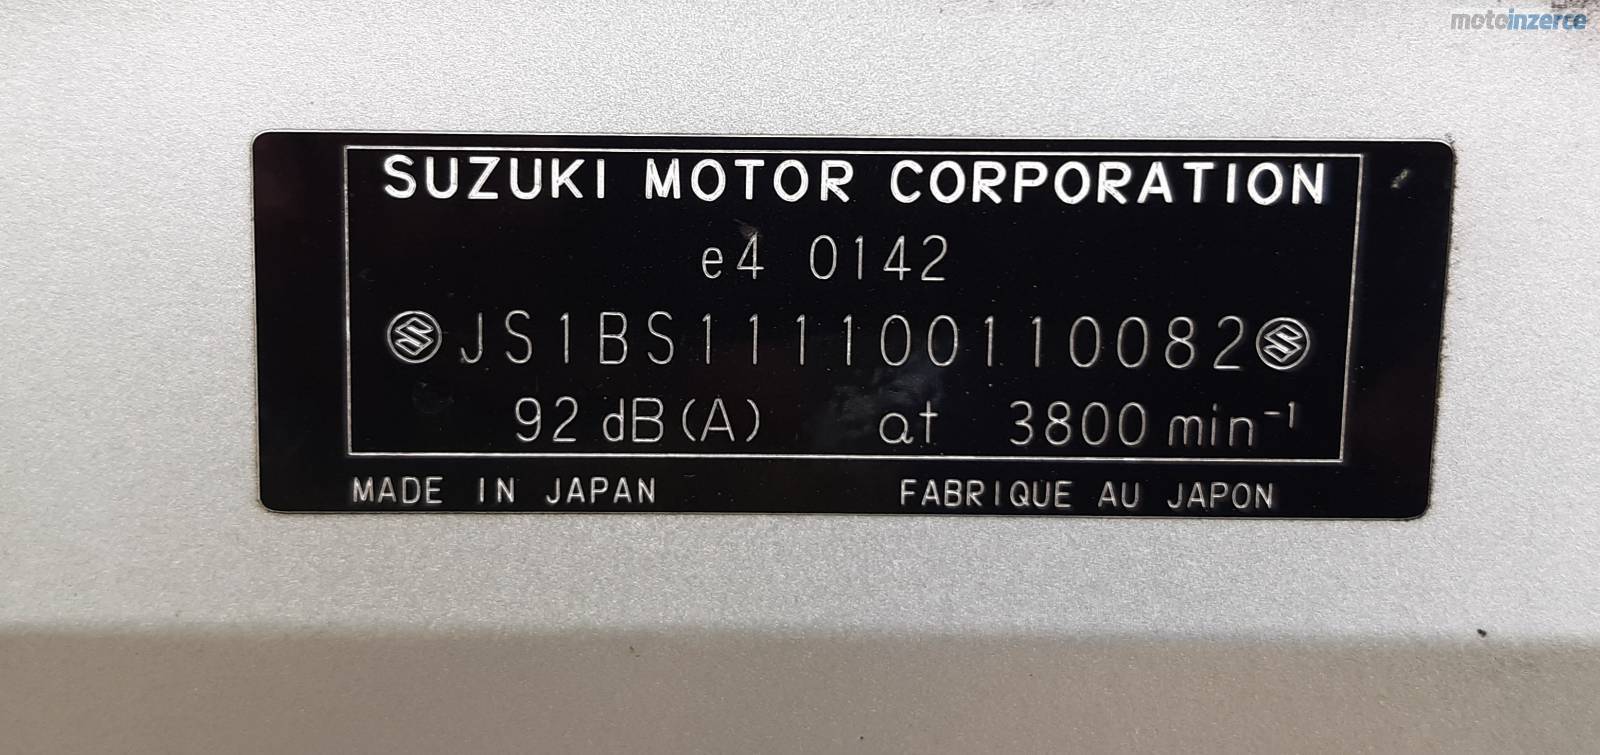 motoinzerce
SUZUKI MOTOR CORPORATION
e4 0142
JS1BS111100110082
92 dB(A) at 3800 min⁻¹
MADE IN JAPAN FABRIQUE AU JAPON